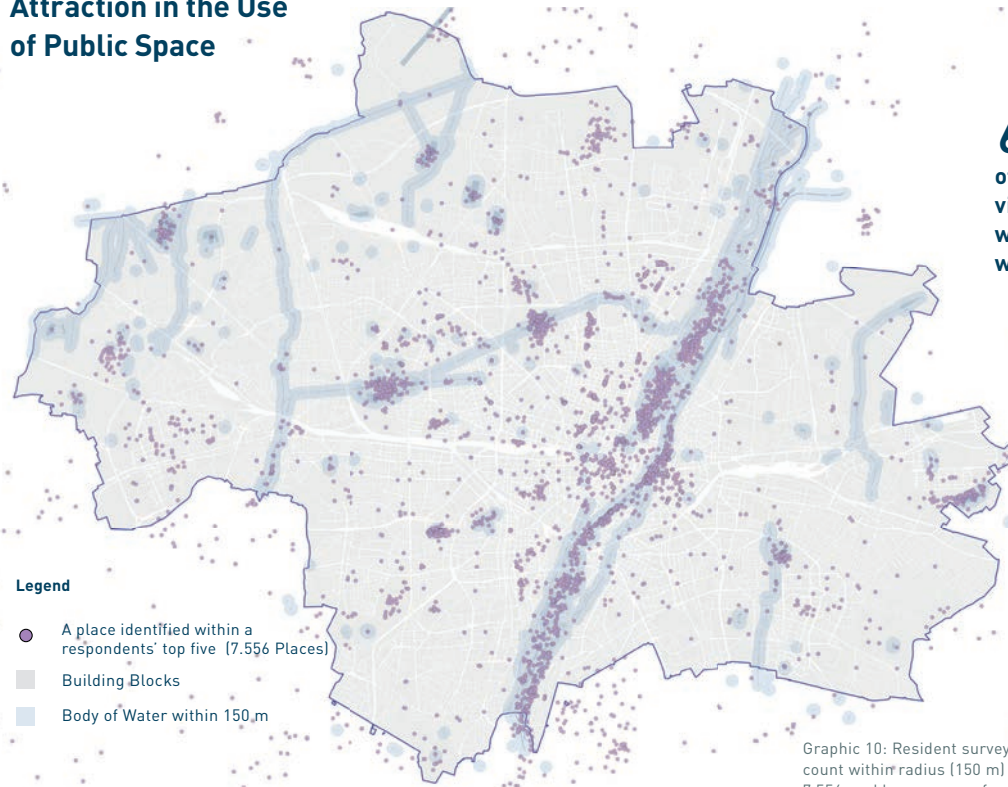 Attraction in the Use
of Public Space
Legend
A place identified within a
respondents' top five (7.556 Places)
Building Blocks
Body of Water within 150 m
Graphic 10: Resident survey
count within radius (150 m)